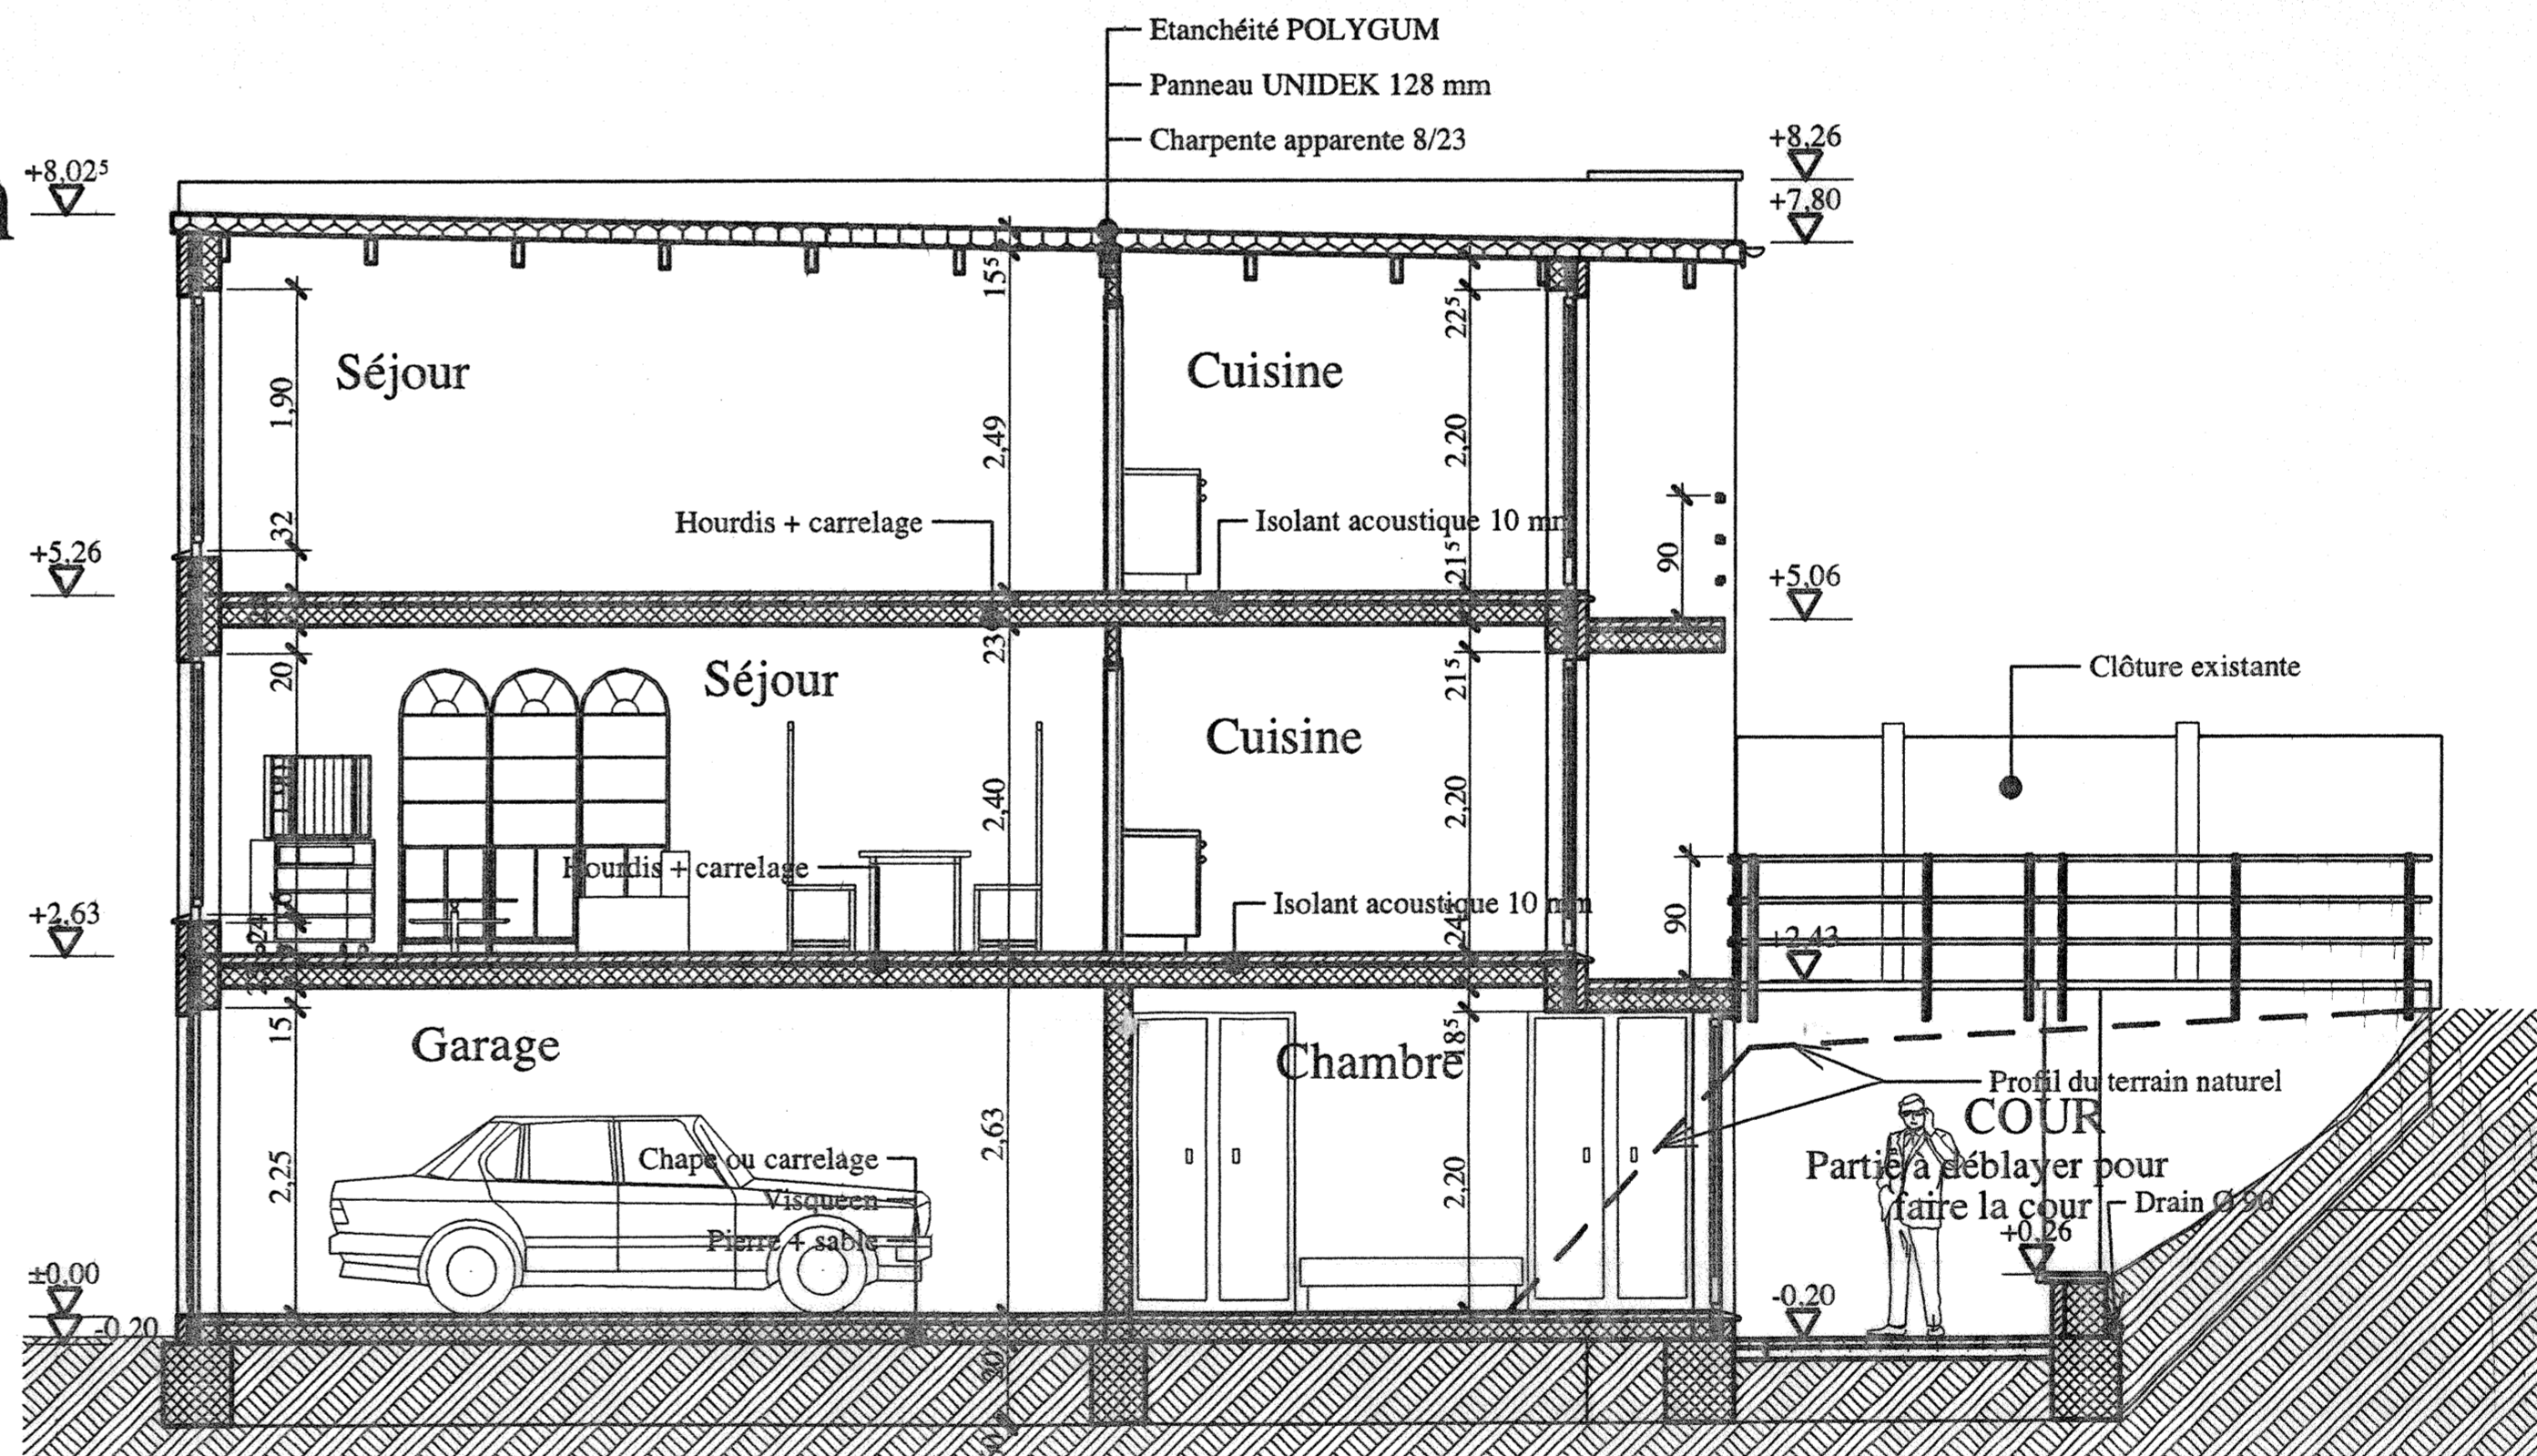 Etanchéité POLYGUM
Panneau UNIDEK 128 mm
Charpente apparente 8/23
+8,02⁵
+8,26
+7,80
15⁵
22⁵
Séjour
Cuisine
1,90
2,49
2,20
32
Hourdis + carrelage
Isolant acoustique 10 mm
21⁵
90
+5,26
+5,06
23
20
21⁵
Séjour
Cuisine
Clôture existante
2,40
2,20
Hourdis + carrelage
Isolant acoustique 10 mm
90
+2,63
+2,43
15
Garage
Chambre
18⁵
Profil du terrain naturel
COUR
2,63
2,25
2,20
Chape ou carrelage
Visqueen
Pierre + sable
Partie à déblayer pour
faire la cour
Drain Ø 90
+0,26
±0,00
-0,20
-0,20